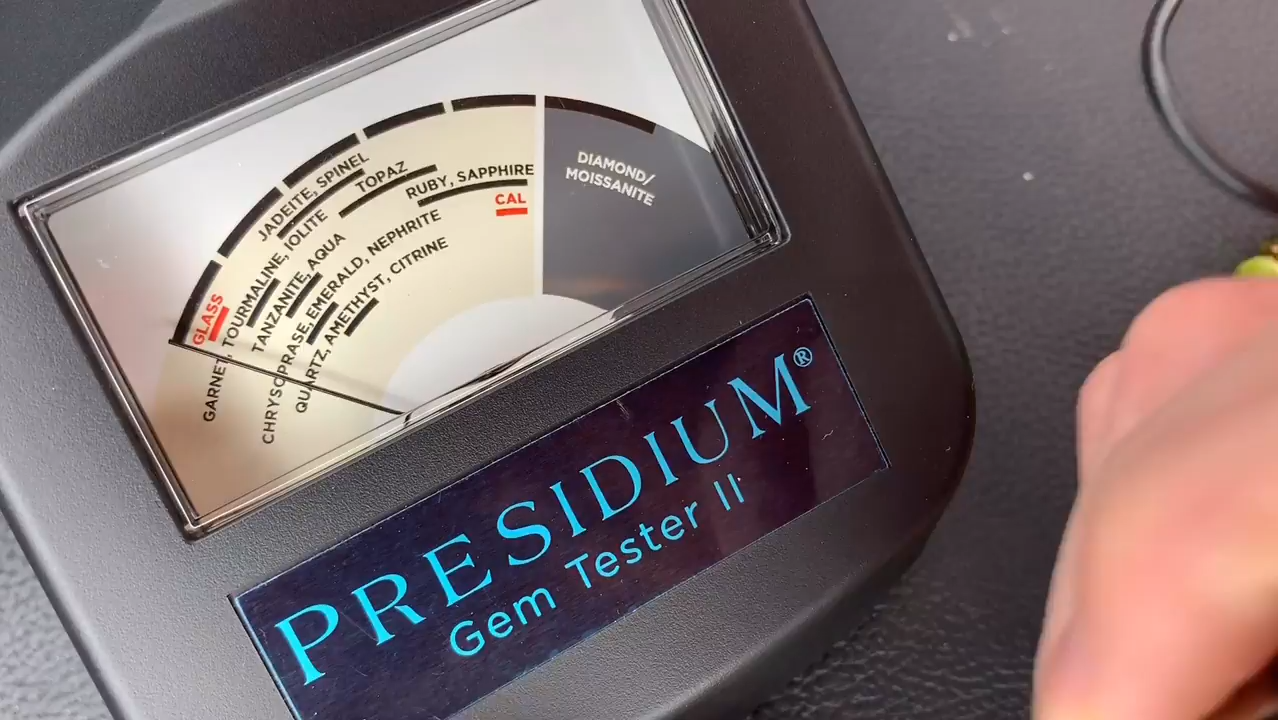 JADEITE, SPINEL
TOPAZ
RUBY, SAPPHIRE
CAL
DIAMOND/
MOISSANITE
GLASS
GARNET, TOURMALINE, IOLITE
TANZANITE, AQUA
CHRYSOPRASE, EMERALD, NEPHRITE
QUARTZ, AMETHYST, CITRINE
PRESIDIUM®
Gem Tester II